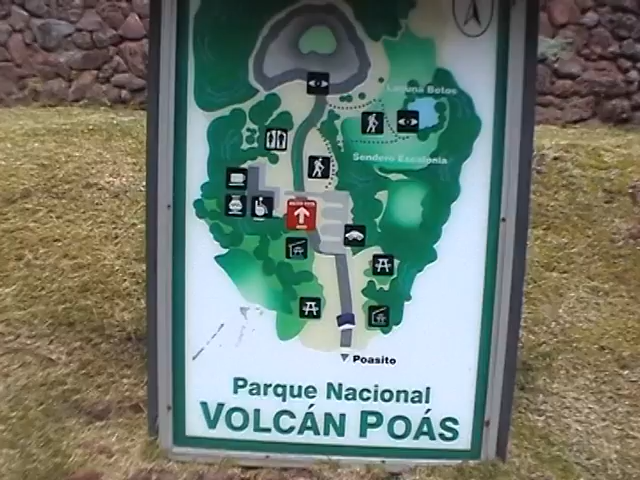 Laguna Botos
Sendero Escalonia
Poasito
Parque Nacional
VOLCÁN POÁS